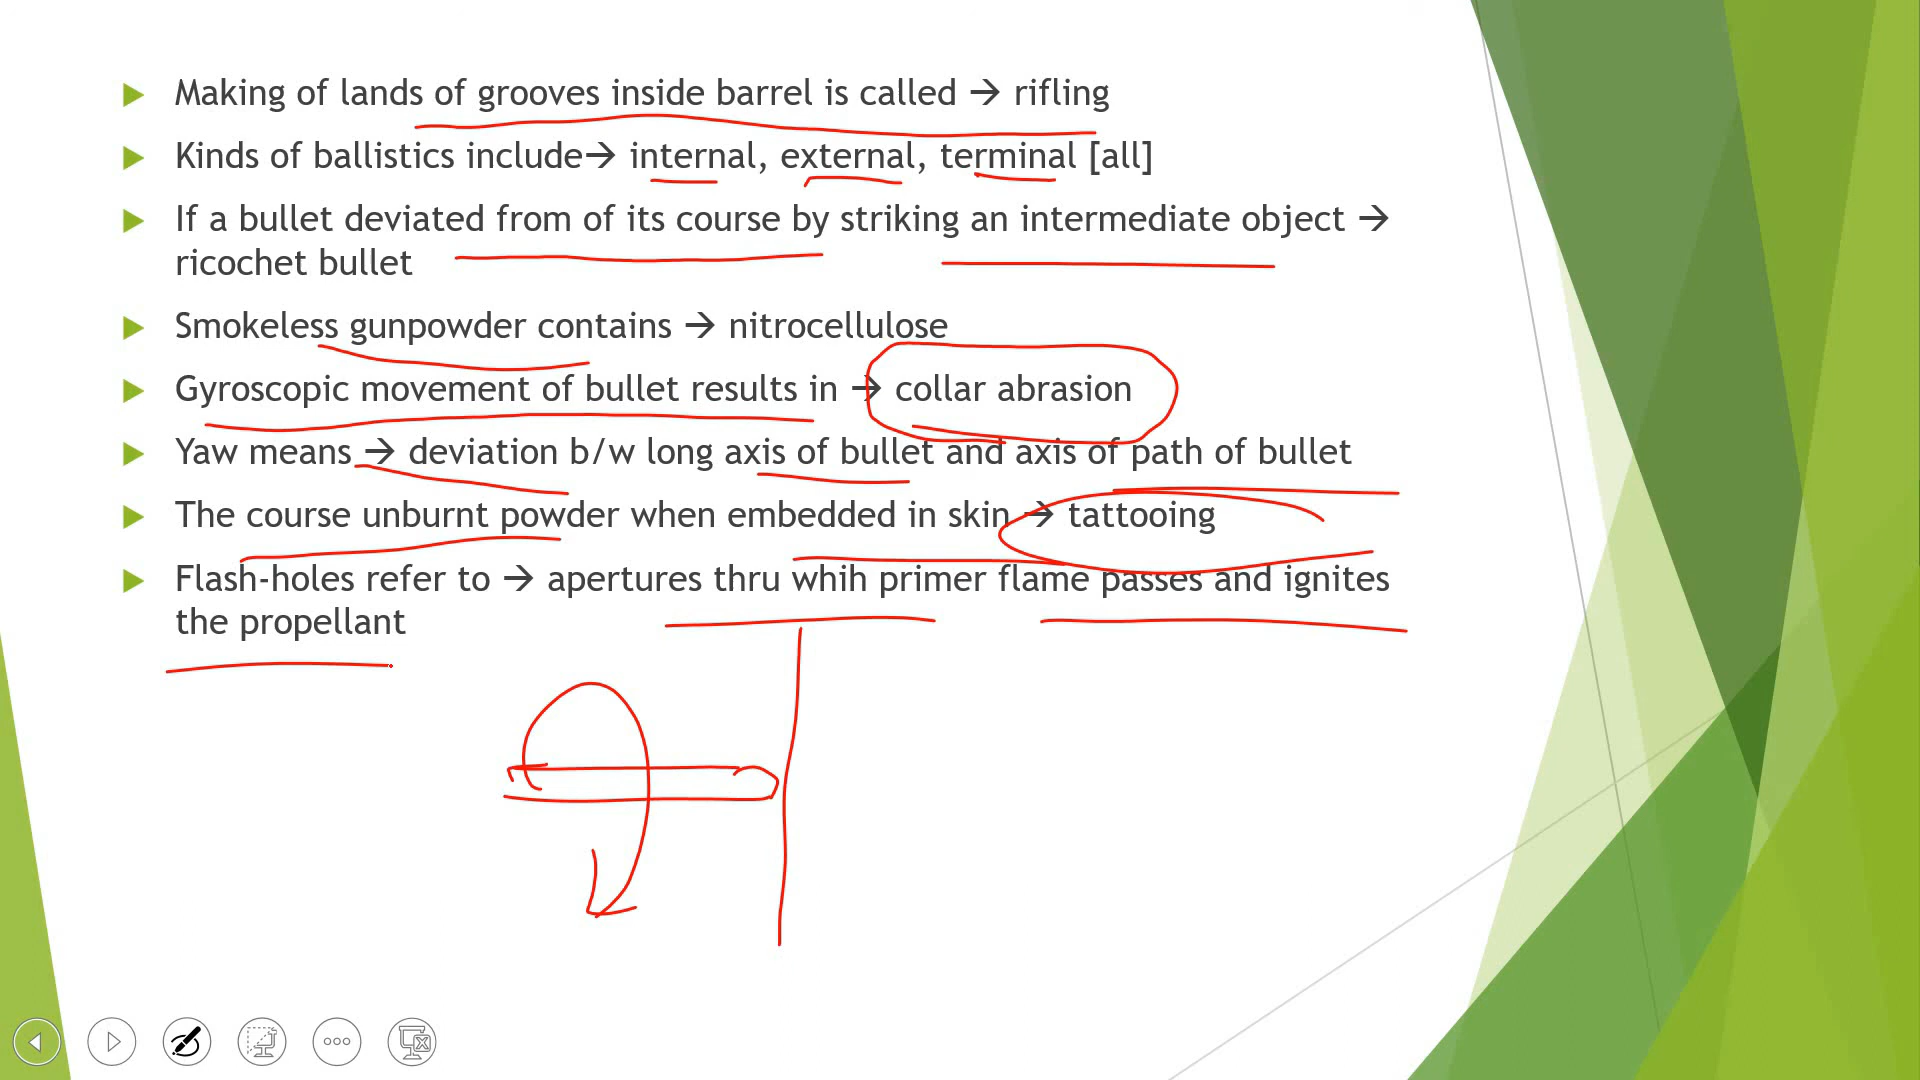 Making of lands of grooves inside barrel is called → rifling
Kinds of ballistics include→ internal, external, terminal [all]
If a bullet deviated from of its course by striking an intermediate object →
ricochet bullet
Smokeless gunpowder contains → nitrocellulose
Gyroscopic movement of bullet results in → collar abrasion
Yaw means → deviation b/w long axis of bullet and axis of path of bullet
The course unburnt powder when embedded in skin → tattooing
Flash-holes refer to → apertures thru whih primer flame passes and ignites
the propellant